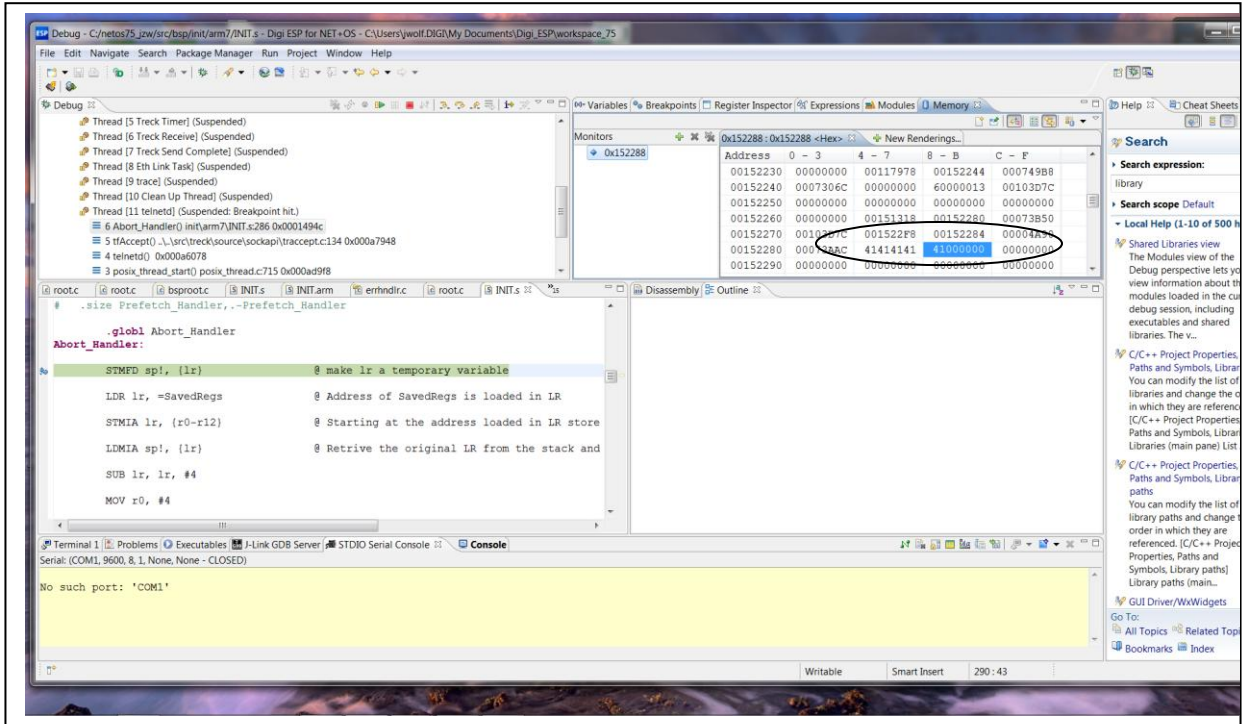 ESP Debug - C:/netos75_jzw/src/bsp/init/arm7/INIT.s - Digi ESP for NET+OS - C:\Users\jwolf.DIGI\My Documents\Digi_ESP\workspace_75
File Edit Navigate Search Package Manager Run Project Window Help
Debug
Thread [5 Treck Timer] (Suspended)
Thread [6 Treck Receive] (Suspended)
Thread [7 Treck Send Complete] (Suspended)
Thread [8 Eth Link Task] (Suspended)
Thread [9 trace] (Suspended)
Thread [10 Clean Up Thread] (Suspended)
Thread [11 telnetd] (Suspended: Breakpoint hit.)
6 Abort_Handler() init\arm7\INIT.s:286 0x0001494c
5 tfAccept() ..\..\src\treck\source\sockapi\traccept.c:134 0x000a7948
4 telnetd() 0x000a6078
3 posix_thread_start() posix_thread.c:715 0x000ad9f8
Variables Breakpoints Register Inspector Expressions Modules Memory
Monitors
0x152288
0x152288 : 0x152288 <Hex> New Renderings...
Address 0 - 3 4 - 7 8 - B C - F
00152230 00000000 00117978 00152244 000749B8
00152240 0007306C 00000000 60000013 00103D7C
00152250 00000000 00000000 00000000 00000000
00152260 00000000 00151318 00152280 00073B50
00152270 00103D7C 001522F8 00152284
00152280 41414141 41000000 00000000
00152290 00000000 00000000 00000000 00000000
Help Cheat Sheets
Search
Search expression:
library
Search scope Default
Local Help (1-10 of 500 h
Shared Libraries view
The Modules view of the
Debug perspective lets yo
view information about th
modules loaded in the cur
debug session, including
executables and shared
libraries. The v...
C/C++ Project Properties,
Paths and Symbols, Librar
You can modify the list of
libraries and change the o
in which they are referenc
[C/C++ Project Properties
Paths and Symbols, Librari
Libraries (main pane) List
C/C++ Project Properties,
Paths and Symbols, Librar
paths
You can modify the list of
library paths and change t
order in which they are
referenced. [C/C++ Projec
Properties, Paths and
Symbols, Library paths]
Library paths (main...
GUI Driver/WxWidgets
Go To:
All Topics Related Topi
Bookmarks Index
root.c root.c bsproot.c INIT.s INIT.arm errhndlr.c root.c INIT.s »15
# .size Prefetch_Handler,.-Prefetch_Handler
.globl Abort_Handler
Abort_Handler:
STMFD sp!, {lr} @ make lr a temporary variable
LDR lr, =SavedRegs @ Address of SavedRegs is loaded in LR
STMIA lr, {r0-r12} @ Starting at the address loaded in LR store
LDMIA sp!, {lr} @ Retrive the original LR from the stack and
SUB lr, lr, #4
MOV r0, #4
Disassembly Outline
Terminal 1 Problems Executables J-Link GDB Server STDIO Serial Console Console
Serial: (COM1, 9600, 8, 1, None, None - CLOSED)
No such port: 'COM1'
Writable Smart Insert 290 : 43